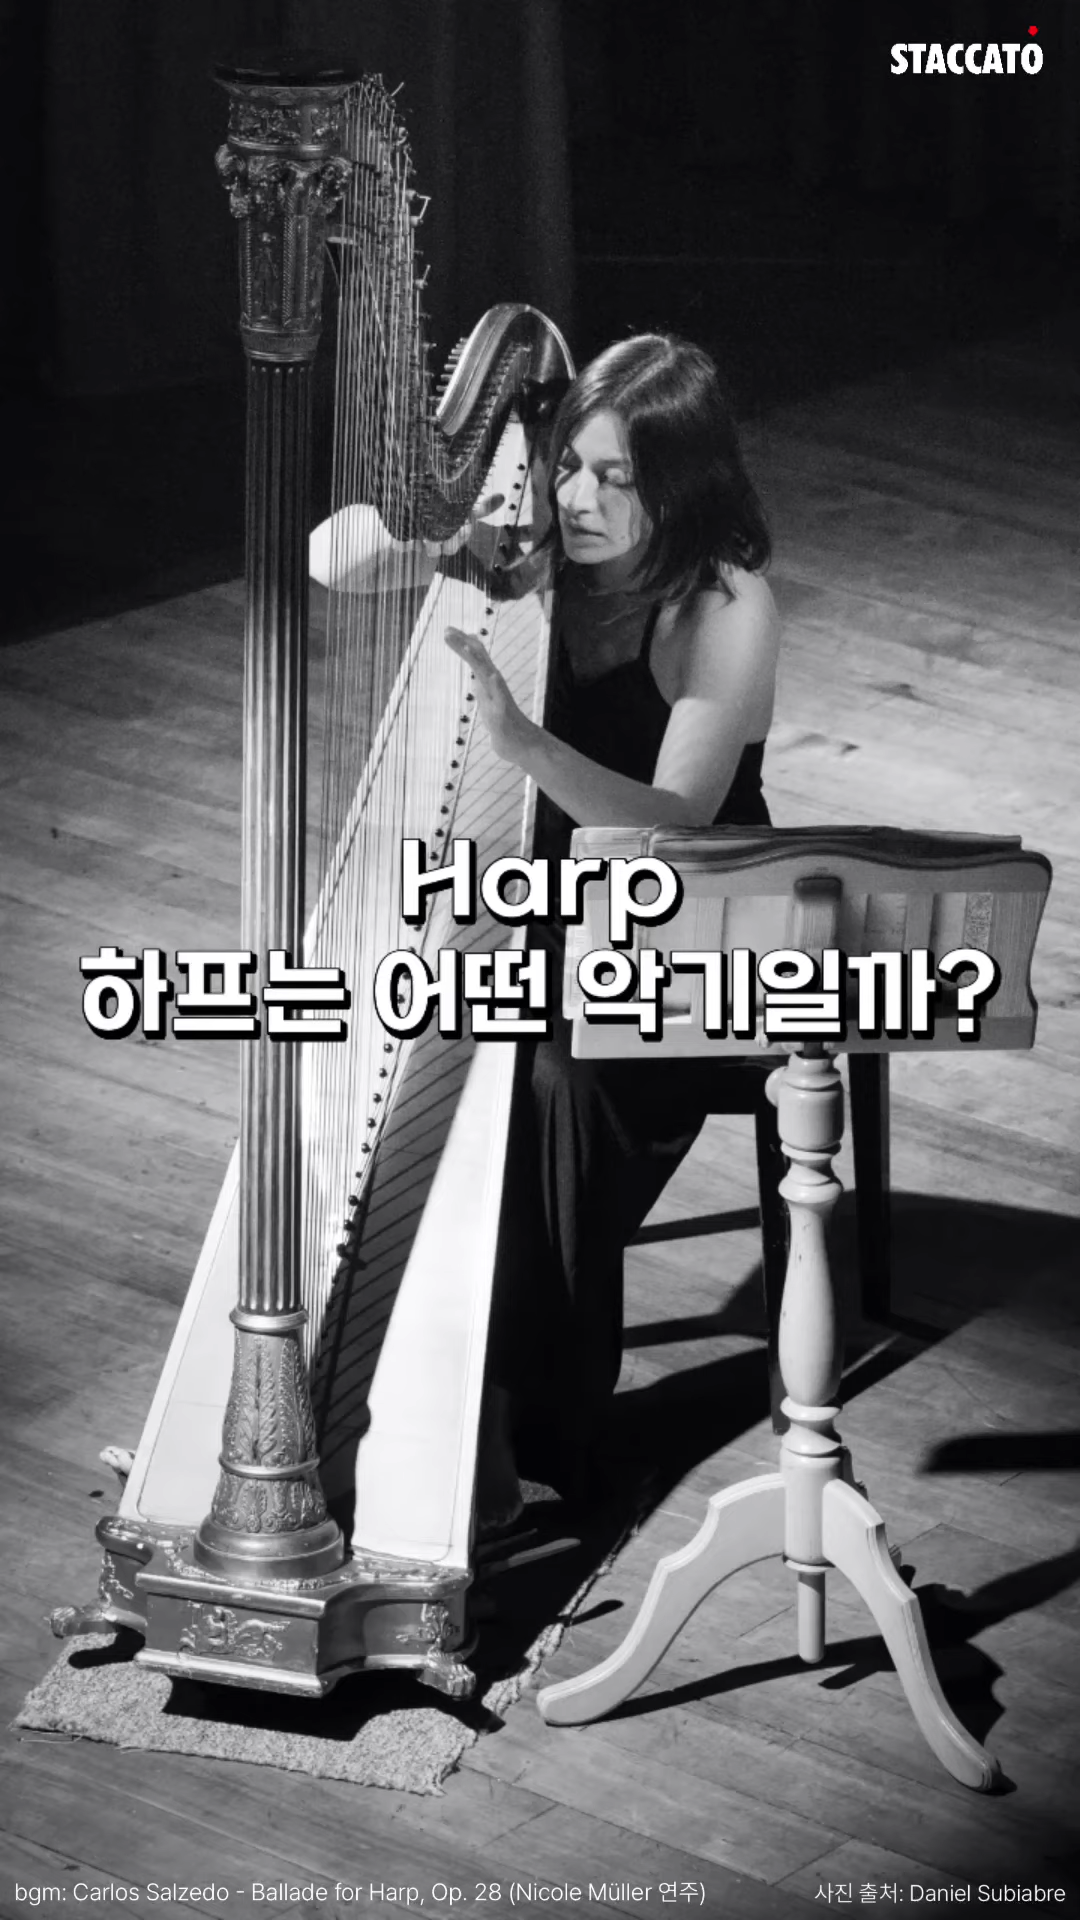 STACCATO
Harp
하프는 어떤 악기일까?
bgm: Carlos Salzedo - Ballade for Harp, Op. 28 (Nicole Müller 연주)
사진 출처: Daniel Subiabre